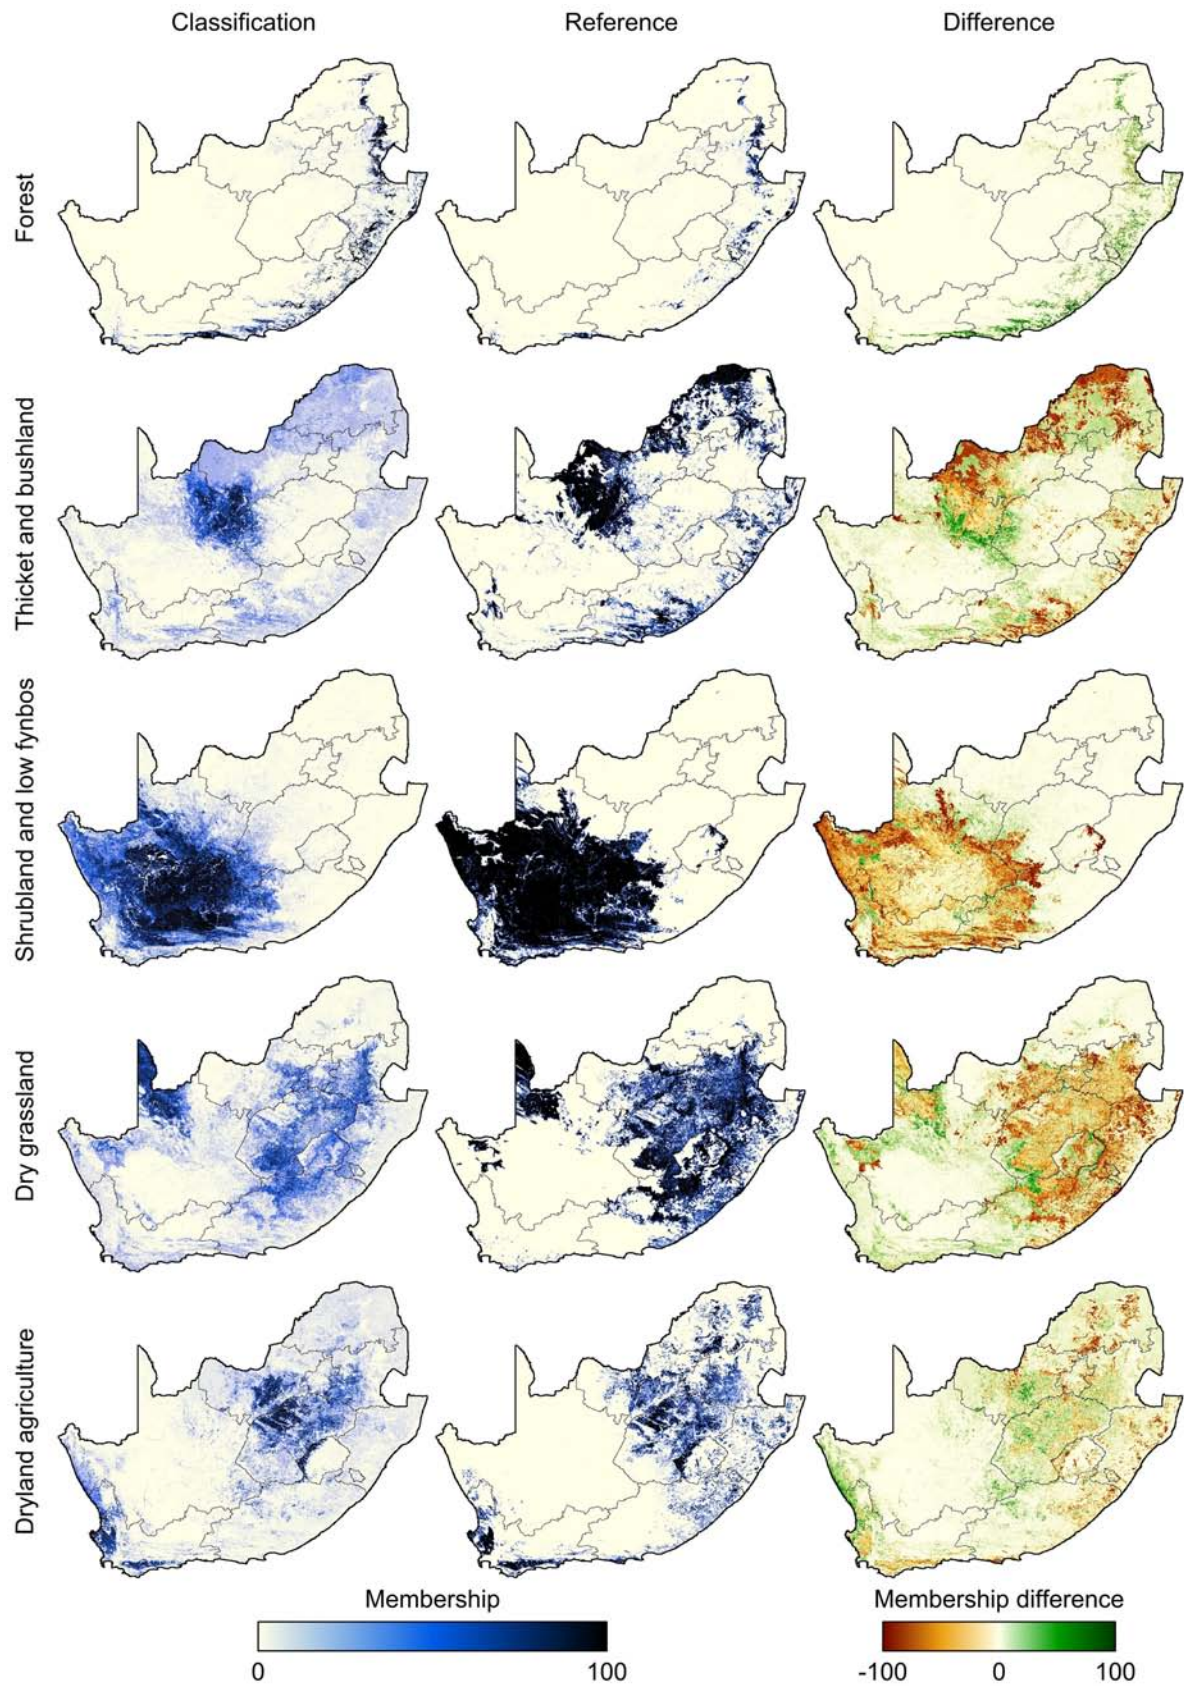 Classification Reference Difference
Forest
Thicket and bushland
Shrubland and low fynbos
Dry grassland
Dryland agriculture
Membership Membership difference
0 100 -100 0 100